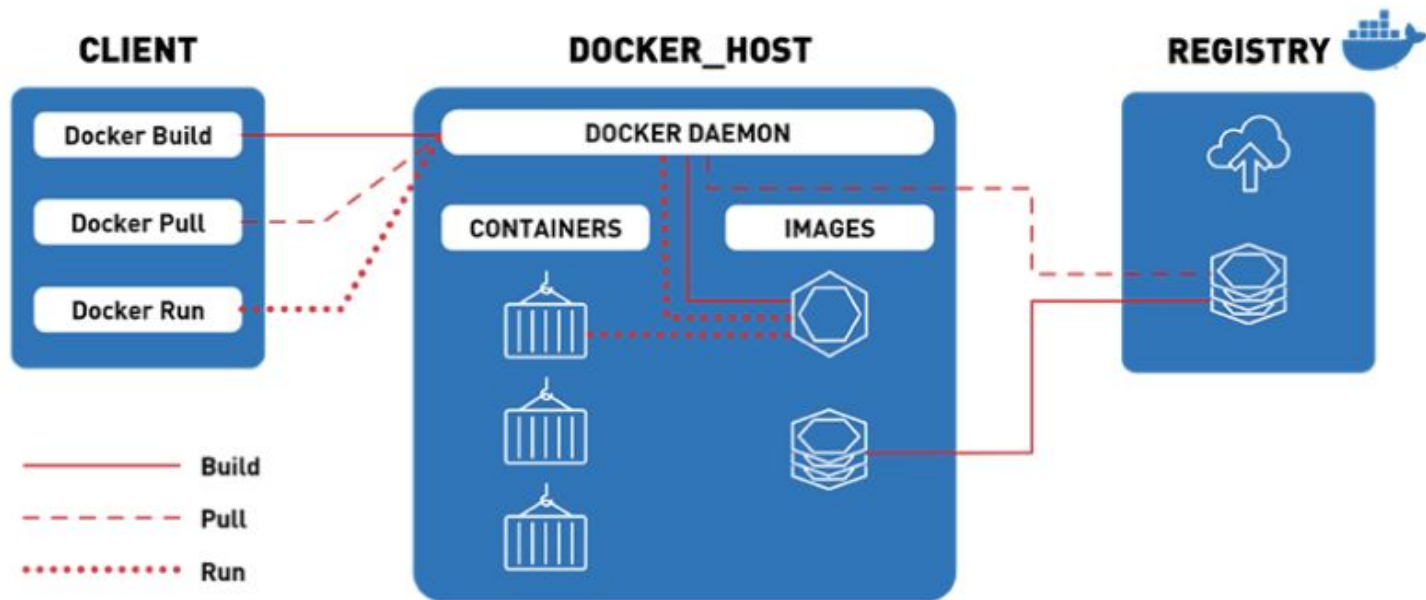 CLIENT
DOCKER_HOST
REGISTRY
Docker Build
DOCKER DAEMON
Docker Pull
CONTAINERS
IMAGES
Docker Run
Build
Pull
Run